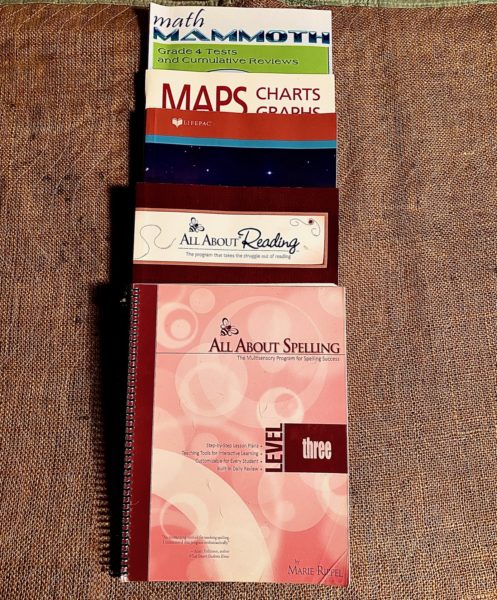 math
MAMMOTH
Grade 4 Tests
and Cumulative Reviews
MAPS CHARTS
GRAPHS
LIFEPAC
All About Reading
The program that takes the struggle out of reading
All About Spelling
The Multisensory Program for Spelling Success
Step-by-Step Lesson Plans
Teaching Tools for Interactive Learning
Customizable for Every Student
Built-in Daily Review
LEVEL
three
by
Marie Rippel